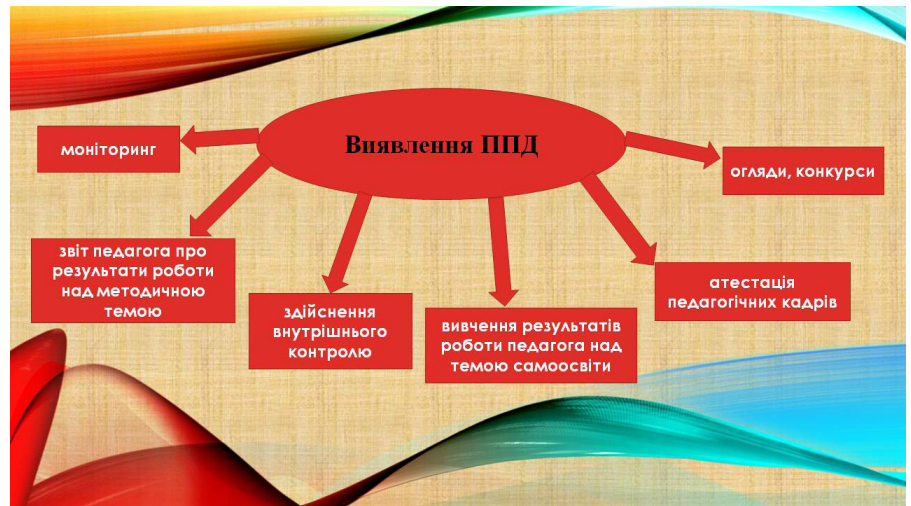 Виявлення ППД
моніторинг
огляди, конкурси
звіт педагога про
результати роботи
над методичною
темою
здійснення
внутрішнього
контролю
вивчення результатів
роботи педагога над
темою самоосвіти
атестація
педагогічних кадрів